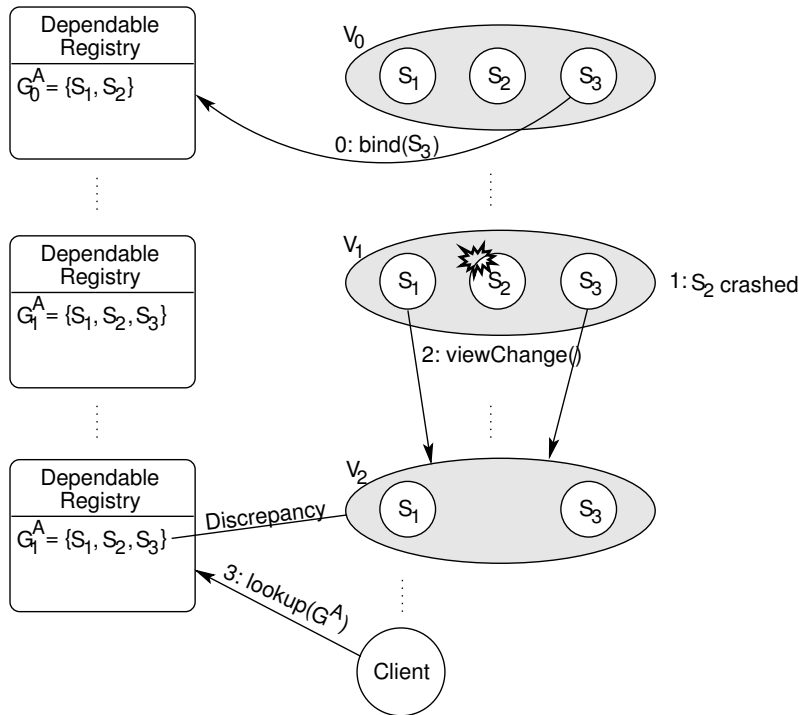 Dependable
Registry
G₀ᴬ = {S₁, S₂}
V₀
S₁ S₂ S₃
0: bind(S₃)
Dependable
Registry
G₁ᴬ = {S₁, S₂, S₃}
V₁
S₁ S₂ S₃
1: S₂ crashed
2: viewChange()
Dependable
Registry
G₁ᴬ = {S₁, S₂, S₃}
Discrepancy
V₂
S₁ S₃
3: lookup(Gᴬ)
Client